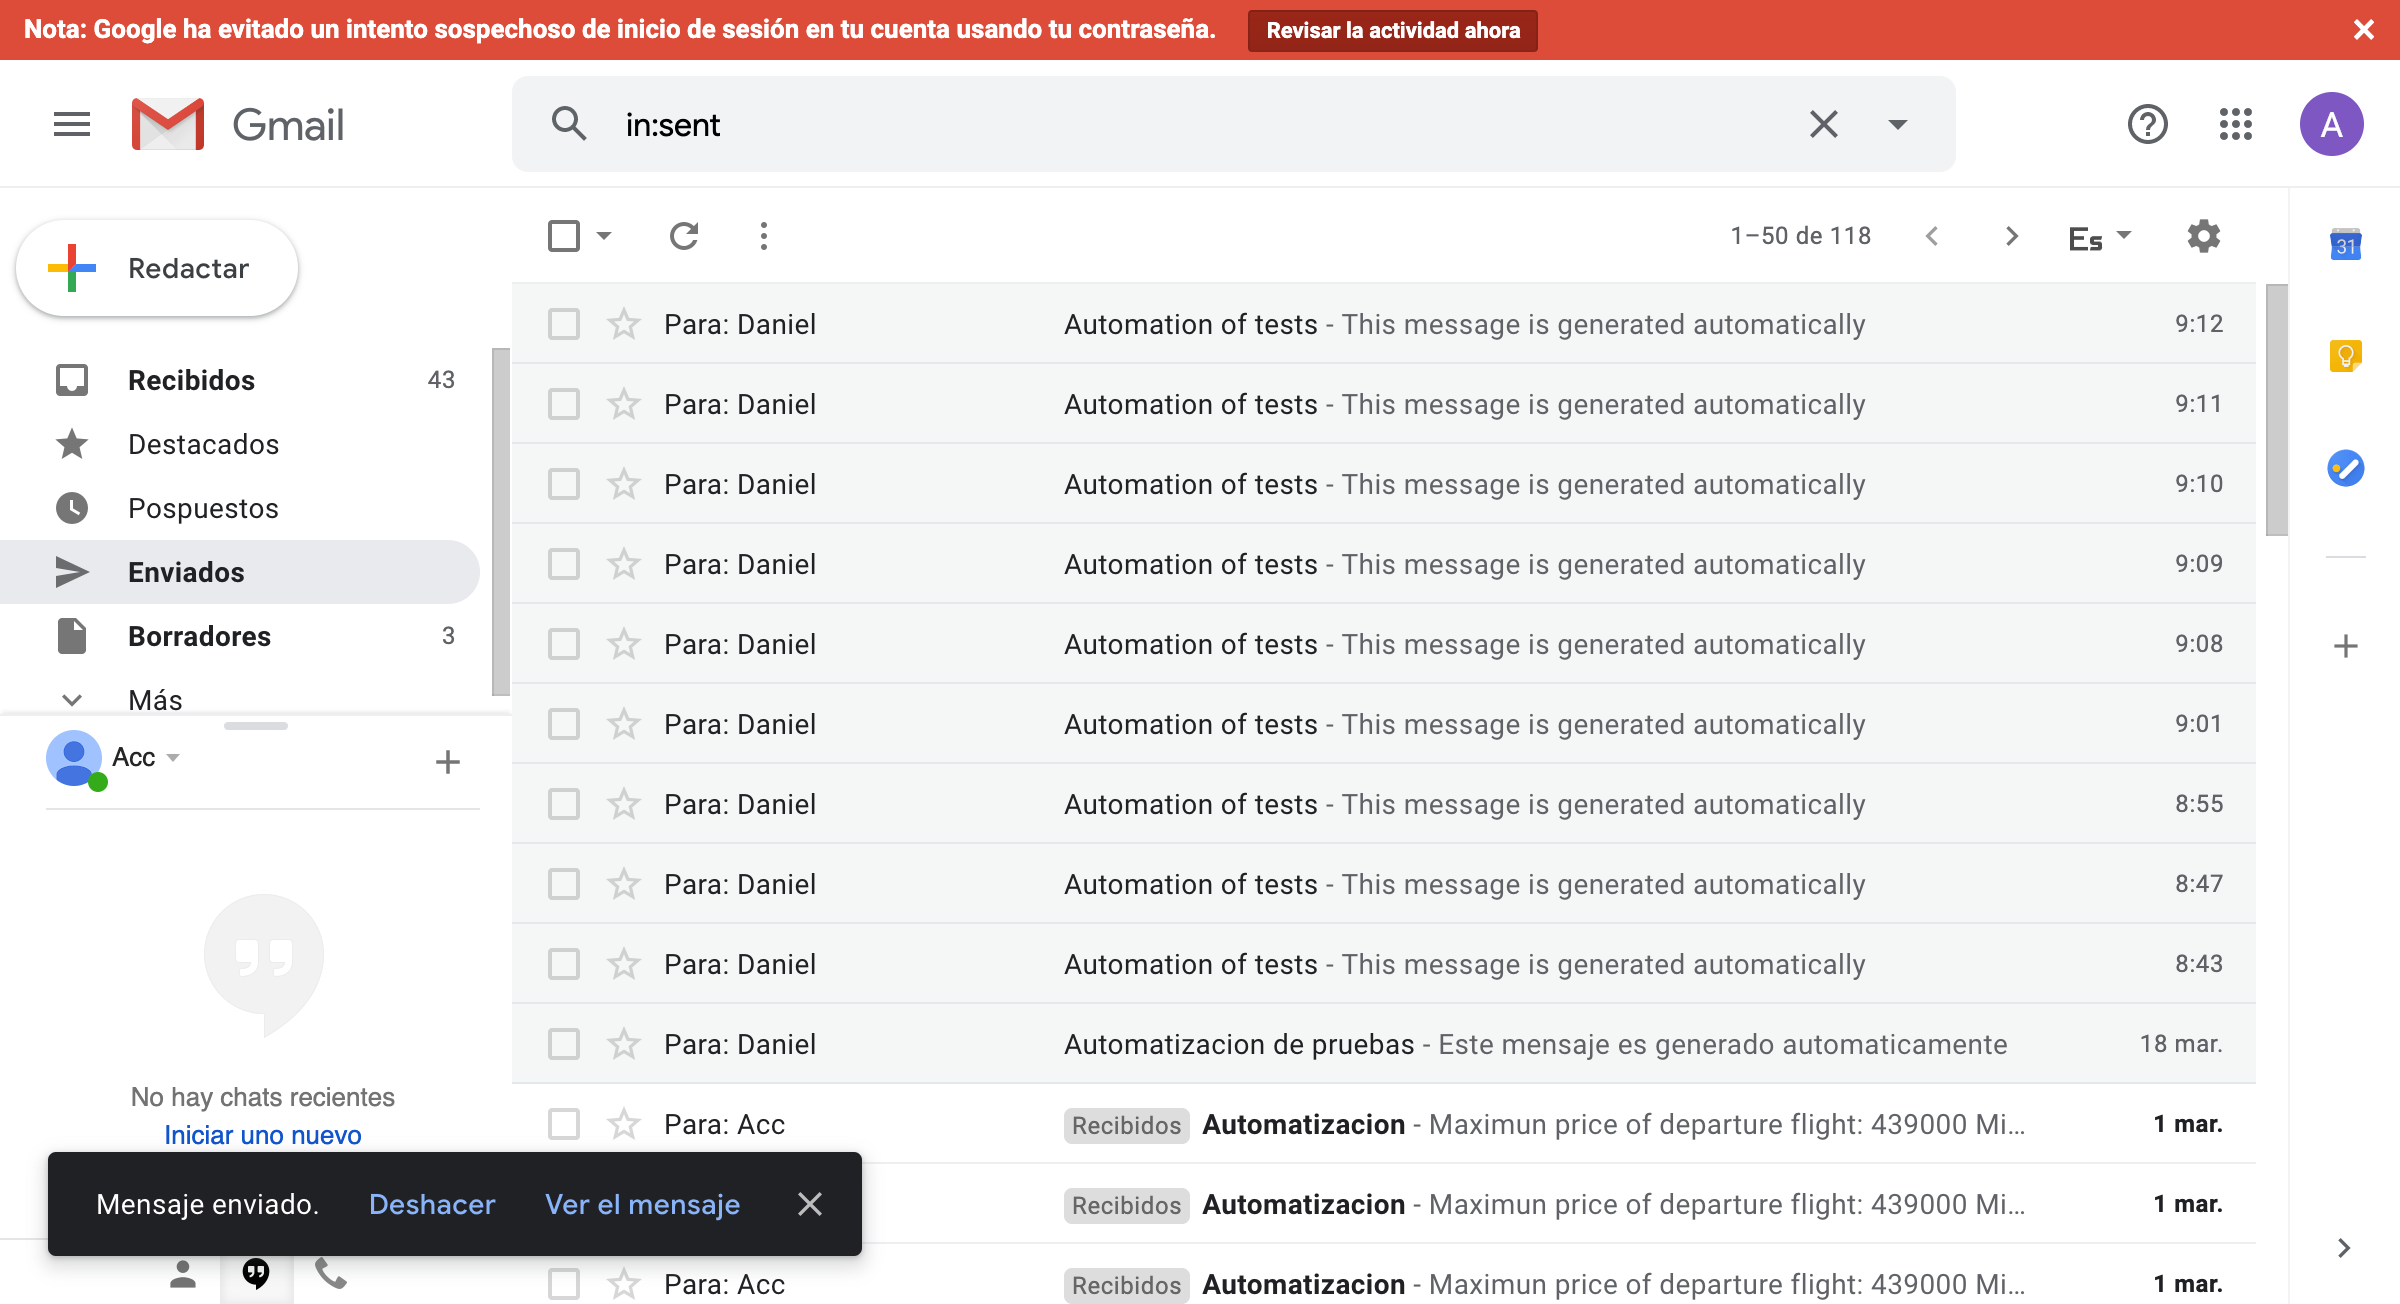 Nota: Google ha evitado un intento sospechoso de inicio de sesión en tu cuenta usando tu contraseña. Revisar la actividad ahora
Gmail
in:sent
A
Redactar
1–50 de 118
Es
31
Recibidos 43
Destacados
Pospuestos
Enviados
Borradores 3
Más
Acc
No hay chats recientes
Iniciar uno nuevo
Para: Daniel Automation of tests - This message is generated automatically 9:12
Para: Daniel Automation of tests - This message is generated automatically 9:11
Para: Daniel Automation of tests - This message is generated automatically 9:10
Para: Daniel Automation of tests - This message is generated automatically 9:09
Para: Daniel Automation of tests - This message is generated automatically 9:08
Para: Daniel Automation of tests - This message is generated automatically 9:01
Para: Daniel Automation of tests - This message is generated automatically 8:55
Para: Daniel Automation of tests - This message is generated automatically 8:47
Para: Daniel Automation of tests - This message is generated automatically 8:43
Para: Daniel Automatizacion de pruebas - Este mensaje es generado automaticamente 18 mar.
Para: Acc Recibidos Automatizacion - Maximun price of departure flight: 439000 Mi... 1 mar.
Recibidos Automatizacion - Maximun price of departure flight: 439000 Mi... 1 mar.
Para: Acc Recibidos Automatizacion - Maximun price of departure flight: 439000 Mi... 1 mar.
Mensaje enviado. Deshacer Ver el mensaje